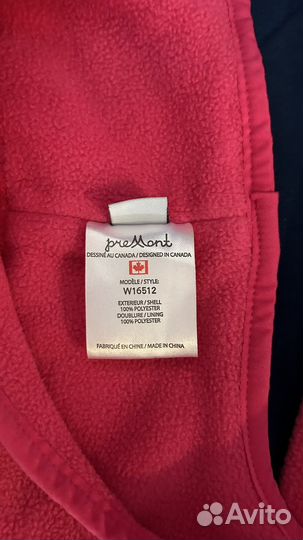 preMont
DESSINÉ AU CANADA / DESIGNED IN CANADA
MODÈLE / STYLE:
W16512
EXTERIEUR / SHELL
100% POLYESTER
DOUBLURE / LINING
100% POLYESTER
FABRIQUÉ EN CHINE / MADE IN CHINA
Avito